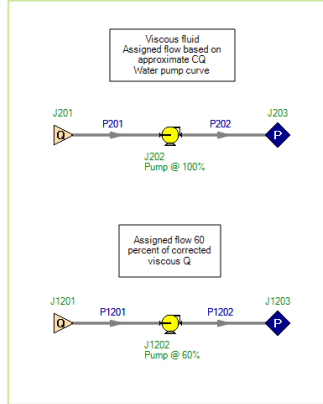 Viscous fluid
Assigned flow based on
approximate CQ
Water pump curve
J201
P201
P202
J203
Q
P
J202
Pump @ 100%
Assigned flow 60
percent of corrected
viscous Q
J1201
P1201
P1202
J1203
Q
P
J1202
Pump @ 60%